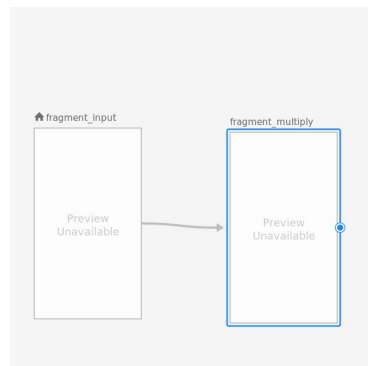 fragment_input
Preview
Unavailable
fragment_multiply
Preview
Unavailable